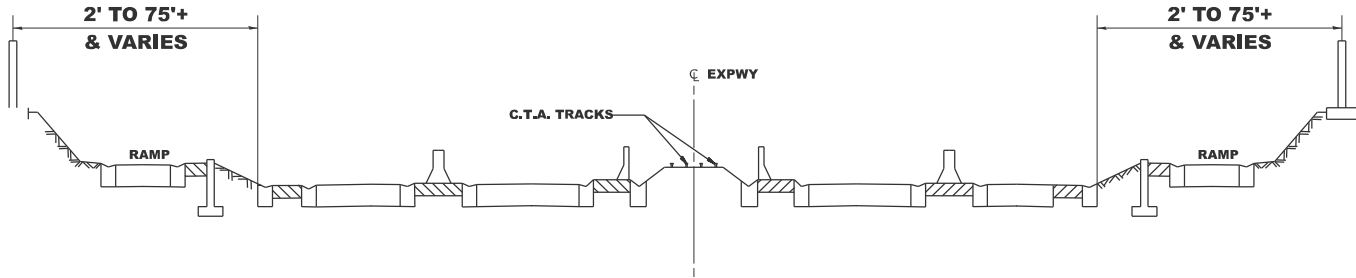 2' TO 75'+
& VARIES
2' TO 75'+
& VARIES
℄ EXPWY
C.T.A. TRACKS
RAMP
RAMP